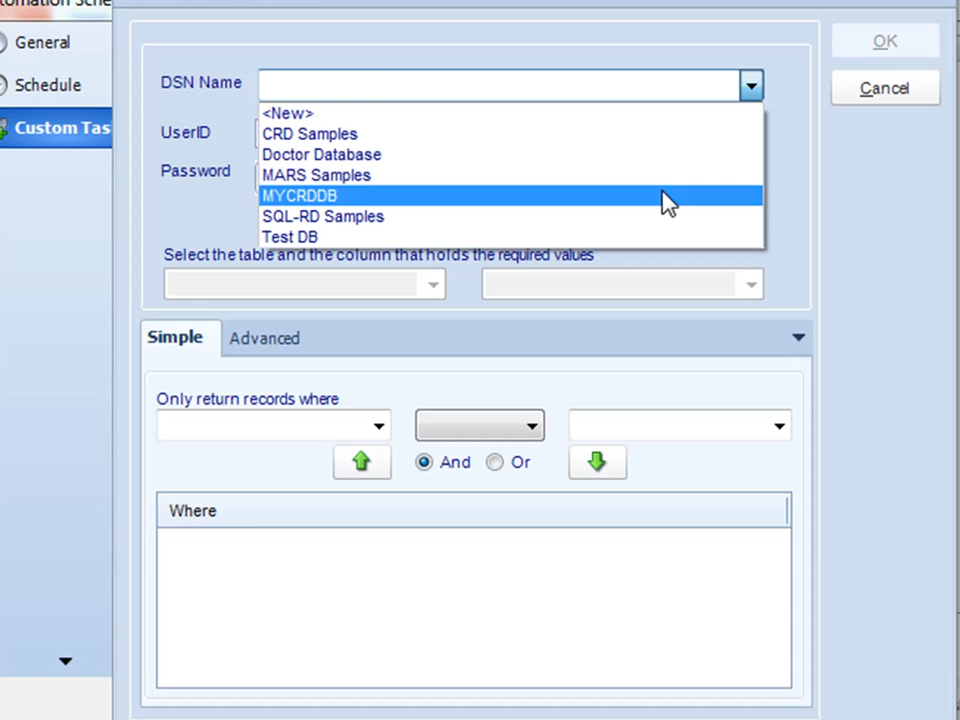 General
Schedule
Custom Tas
DSN Name
<New>
CRD Samples
Doctor Database
MARS Samples
MYCRDDB
SQL-RD Samples
Test DB
UserID
Password
Select the table and the column that holds the required values
OK
Cancel
Simple
Advanced
Only return records where
And
Or
Where